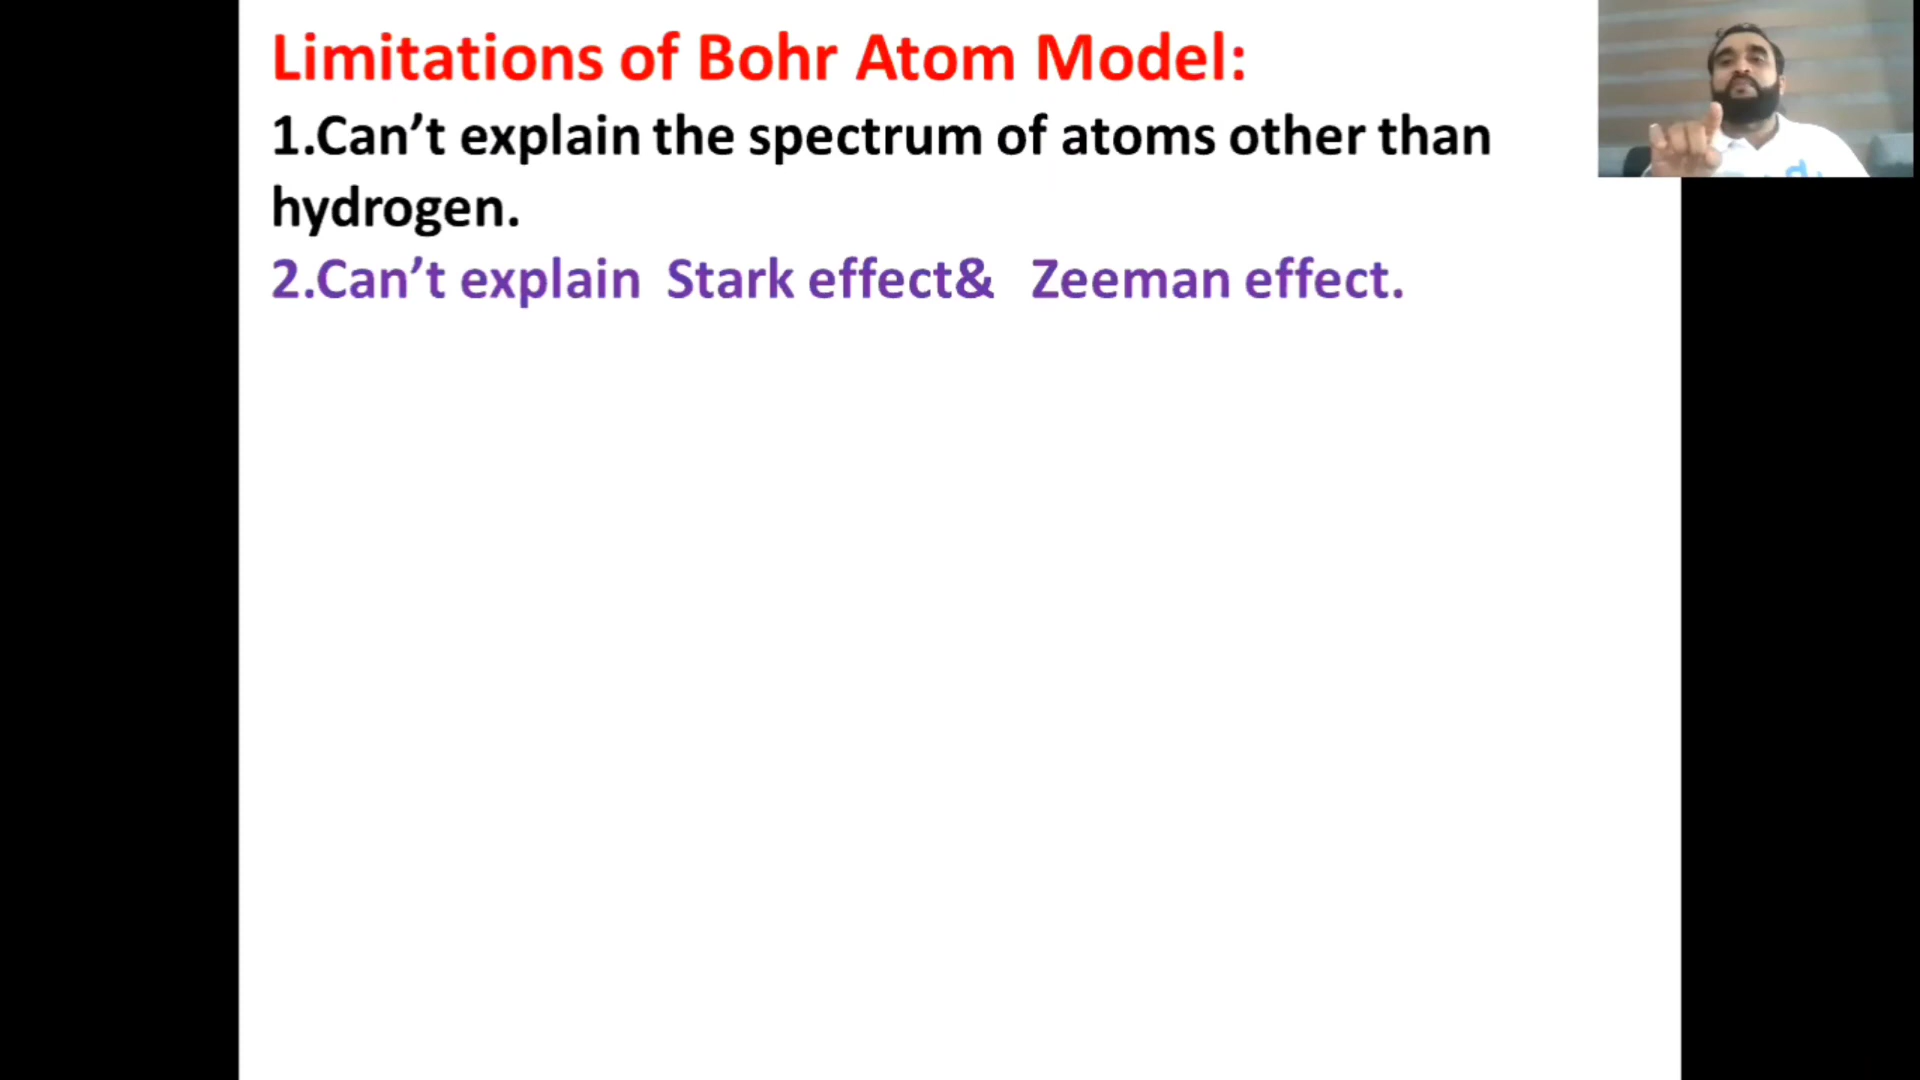 Limitations of Bohr Atom Model:
1.Can’t explain the spectrum of atoms other than
hydrogen.
2.Can’t explain Stark effect& Zeeman effect.